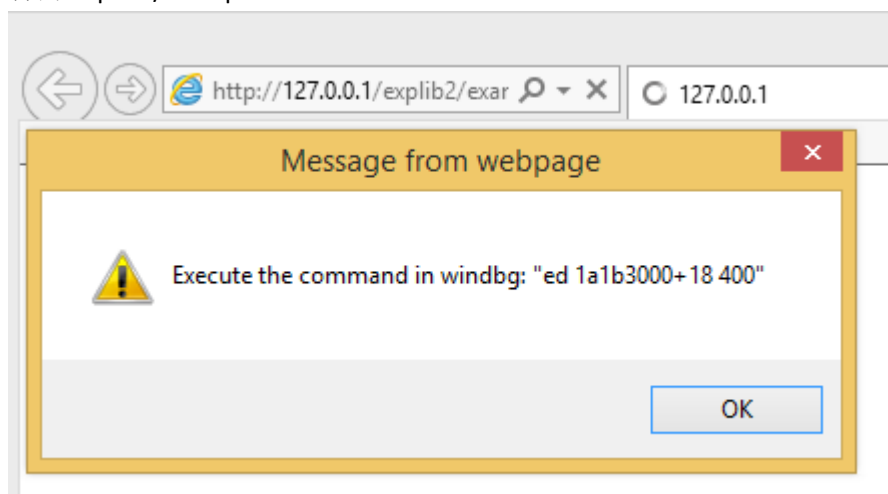 http://127.0.0.1/explib2/exar
127.0.0.1
Message from webpage
Execute the command in windbg: "ed 1a1b3000+18 400"
OK